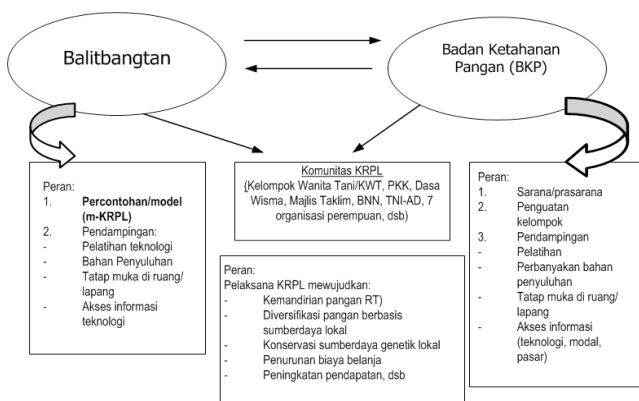 Balitbangtan
Badan Ketahanan
Pangan (BKP)
Peran:
1. Percontohan/model
(m-KRPL)
2. Pendampingan:
- Pelatihan teknologi
- Bahan Penyuluhan
- Tatap muka di ruang/
lapang
- Akses informasi
teknologi
Komunitas KRPL
(Kelompok Wanita Tani/KWT, PKK, Dasa
Wisma, Majlis Taklim, BNN, TNI-AD, 7
organisasi perempuan, dsb)
Peran:
Pelaksana KRPL mewujudkan:
- Kemandirian pangan RT)
- Diversifikasi pangan berbasis
sumberdaya lokal
- Konservasi sumberdaya genetik lokal
- Penurunan biaya belanja
- Peningkatan pendapatan, dsb
Peran:
1. Sarana/prasarana
2. Penguatan
kelompok
3. Pendampingan
- Pelatihan
- Perbanyakan bahan
penyuluhan
- Tatap muka di ruang/
lapang
- Akses informasi
(teknologi, modal,
pasar)